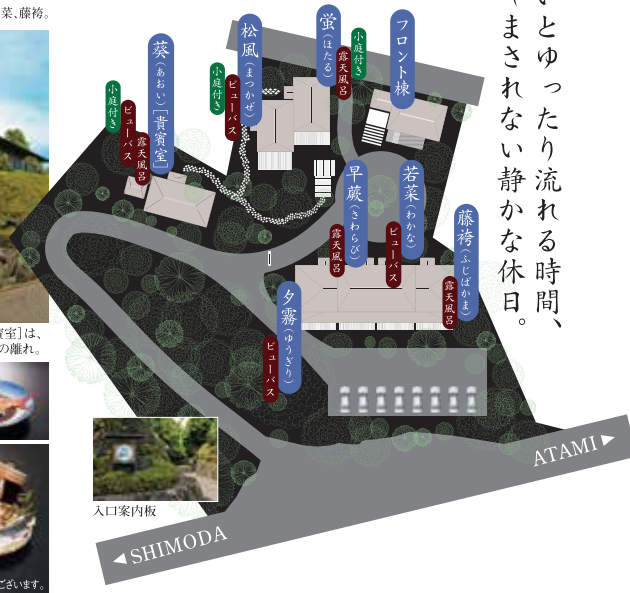 いとゆったり流れる時間、
まされない静かな休日。
菜、藤袴。
フロント棟
蛍(ほたる)
露天風呂
小庭付き
松風(まつかぜ)
ビューバス
小庭付き
葵(あおい)[貴賓室]
露天風呂
ビューバス
小庭付き
藤袴(ふじばかま)
露天風呂
若菜(わかな)
ビューバス
早蕨(さわらび)
露天風呂
夕霧(ゆうぎり)
ビューバス
賓室]は、
の離れ。
入口案内板
ございます。
ATAMI▶
◀SHIMODA